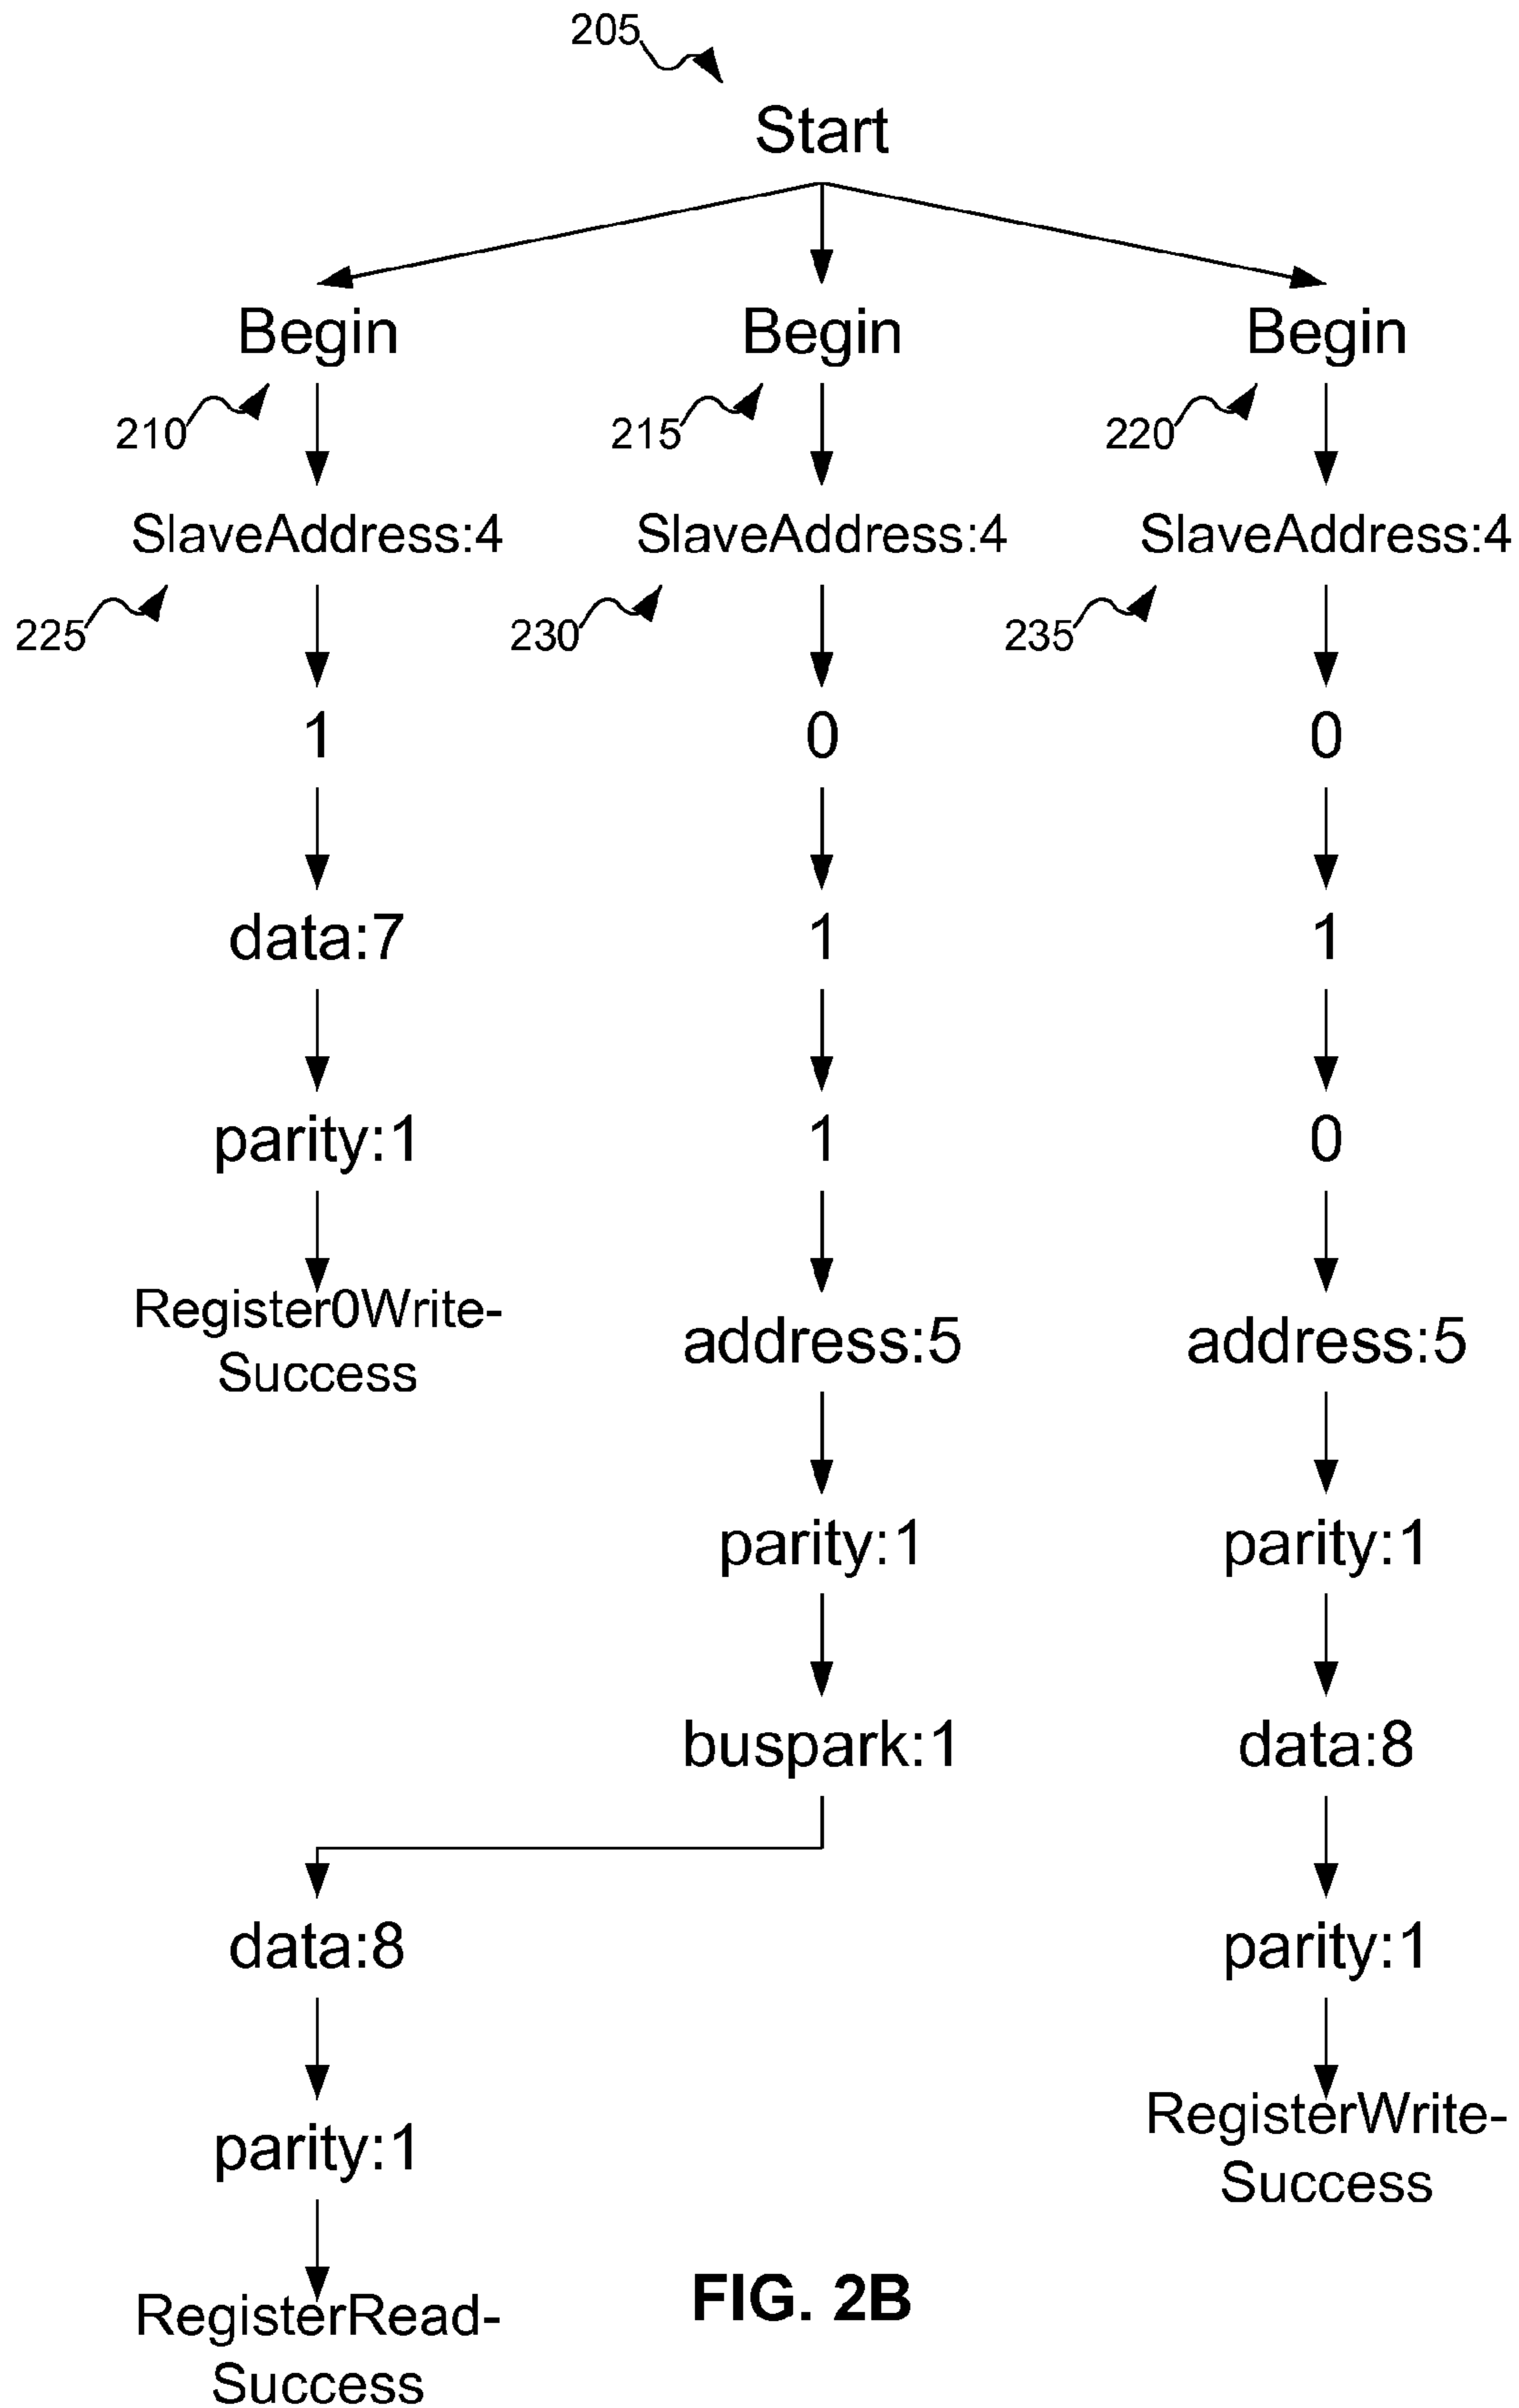 205
Start
Begin Begin Begin
210 215 220
SlaveAddress:4 SlaveAddress:4 SlaveAddress:4
225 230 235
1 0 0
data:7 1 1
parity:1 1 0
Register0Write-
Success
address:5 address:5
parity:1 parity:1
buspark:1 data:8
data:8 parity:1
parity:1
RegisterWrite-
Success
RegisterRead-
Success
FIG. 2B